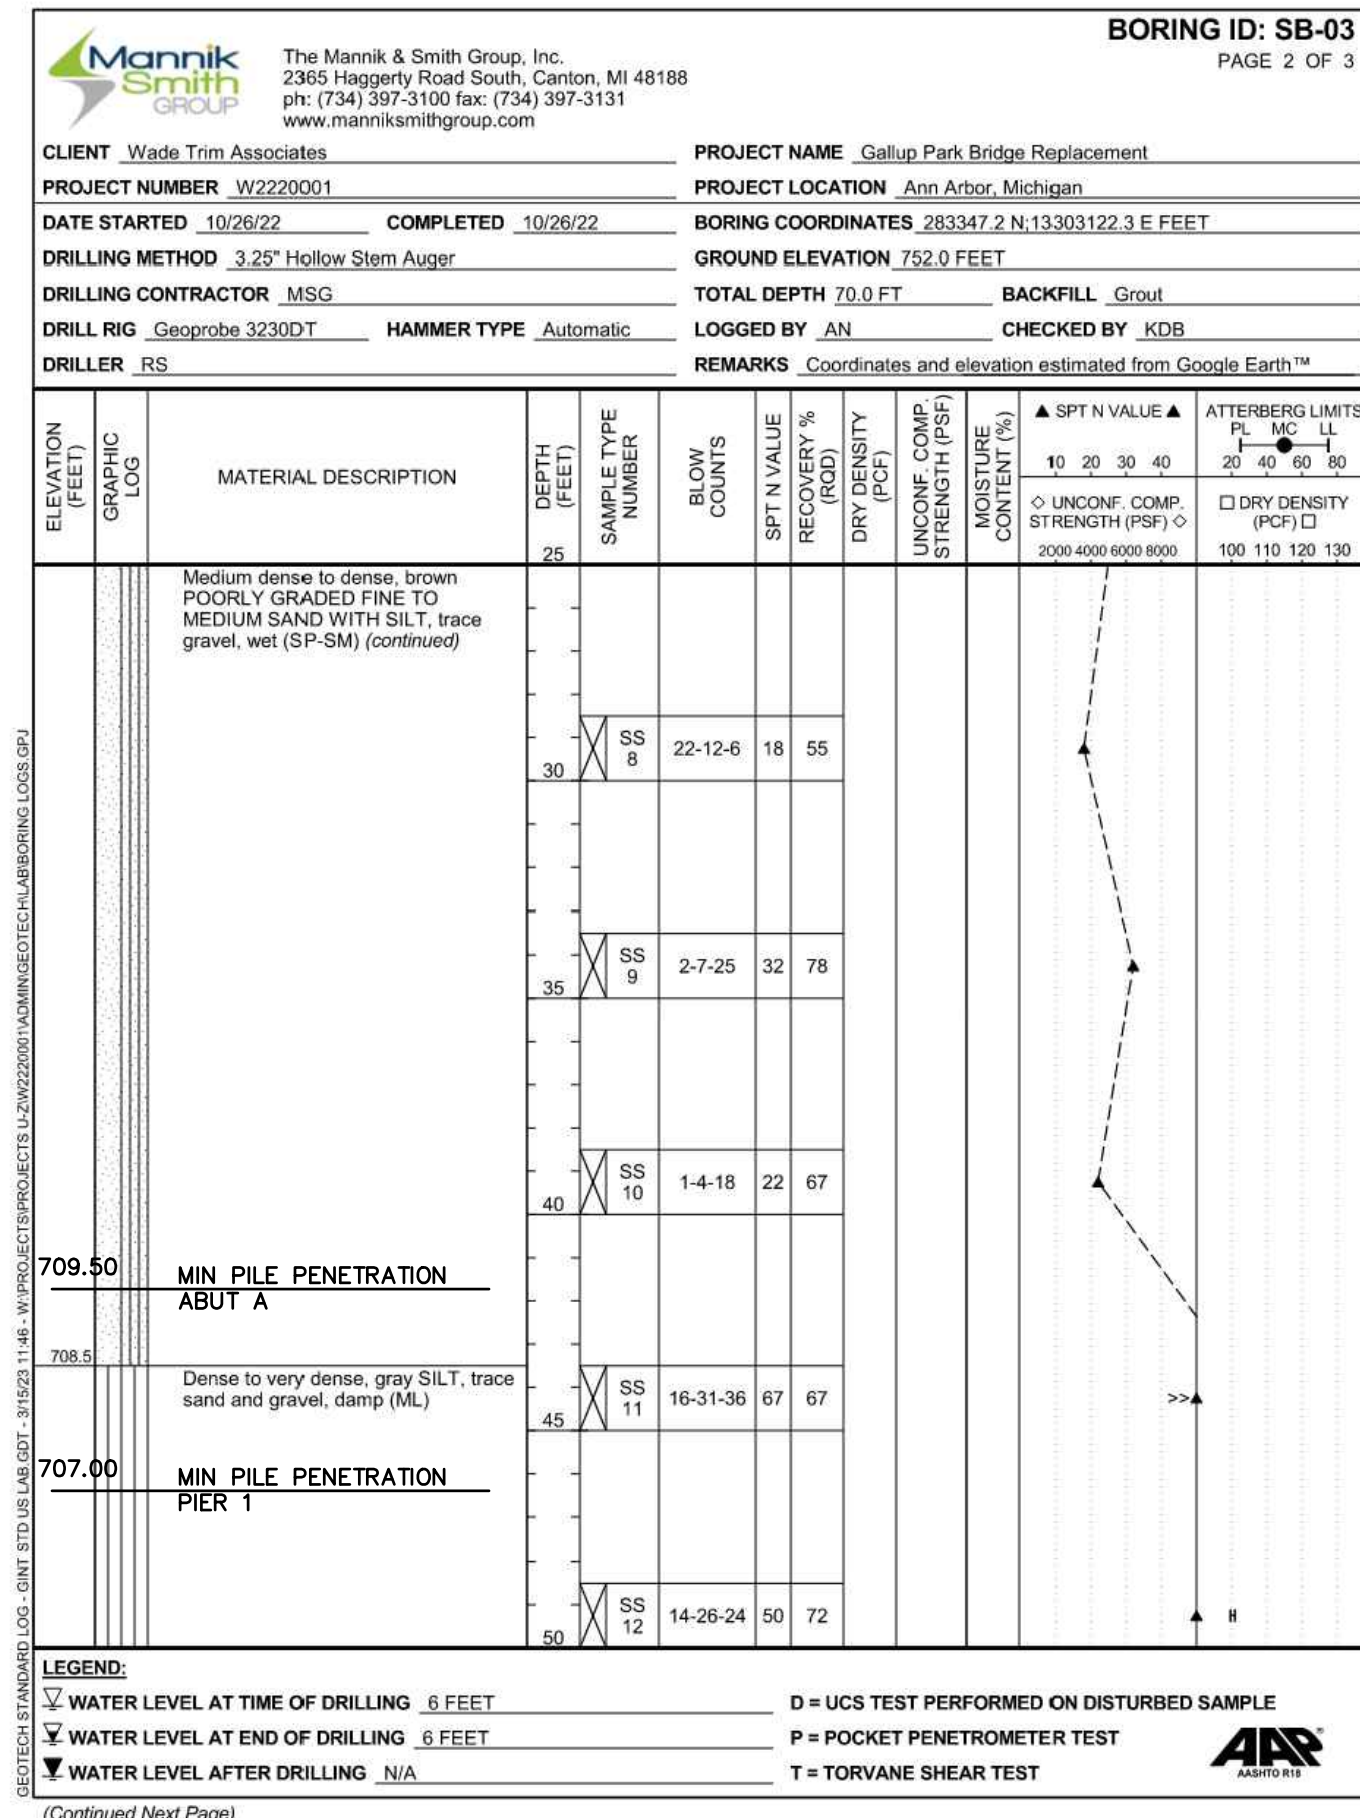 BORING ID: SB-03
PAGE 2 OF 3
Mannik
Smith
GROUP
The Mannik & Smith Group, Inc.
2365 Haggerty Road South, Canton, MI 48188
ph: (734) 397-3100 fax: (734) 397-3131
www.manniksmithgroup.com
CLIENT Wade Trim Associates PROJECT NAME Gallup Park Bridge Replacement
PROJECT NUMBER W2220001 PROJECT LOCATION Ann Arbor, Michigan
DATE STARTED 10/26/22 COMPLETED 10/26/22 BORING COORDINATES 283347.2 N;13303122.3 E FEET
DRILLING METHOD 3.25" Hollow Stem Auger GROUND ELEVATION 752.0 FEET
DRILLING CONTRACTOR MSG TOTAL DEPTH 70.0 FT BACKFILL Grout
DRILL RIG Geoprobe 3230DT HAMMER TYPE Automatic LOGGED BY AN CHECKED BY KDB
DRILLER RS REMARKS Coordinates and elevation estimated from Google Earth™
ELEVATION
(FEET)
GRAPHIC
LOG
MATERIAL DESCRIPTION
DEPTH
(FEET)
25
SAMPLE TYPE
NUMBER
BLOW
COUNTS
SPT N VALUE
RECOVERY %
(RQD)
DRY DENSITY
(PCF)
UNCONF. COMP.
STRENGTH (PSF)
MOISTURE
CONTENT (%)
▲ SPT N VALUE ▲
10 20 30 40
◇ UNCONF. COMP.
STRENGTH (PSF) ◇
2000 4000 6000 8000
ATTERBERG LIMITS
PL MC LL
20 40 60 80
□ DRY DENSITY
(PCF) □
100 110 120 130
Medium dense to dense, brown
POORLY GRADED FINE TO
MEDIUM SAND WITH SILT, trace
gravel, wet (SP-SM) (continued)
SS
8
22-12-6 18 55
30
SS
9
2-7-25 32 78
35
SS
10
1-4-18 22 67
40
709.50 MIN PILE PENETRATION
ABUT A
708.5
Dense to very dense, gray SILT, trace
sand and gravel, damp (ML)
SS
11
16-31-36 67 67
>>▲
45
707.00 MIN PILE PENETRATION
PIER 1
SS
12
14-26-24 50 72
50
LEGEND:
WATER LEVEL AT TIME OF DRILLING 6 FEET
WATER LEVEL AT END OF DRILLING 6 FEET
WATER LEVEL AFTER DRILLING N/A
D = UCS TEST PERFORMED ON DISTURBED SAMPLE
P = POCKET PENETROMETER TEST
T = TORVANE SHEAR TEST
AAP®
AASHTO R18
(Continued Next Page)
GEOTECH STANDARD LOG - GINT STD US LAB.GDT - 3/15/23 11:46 - W:\PROJECTS\PROJECTS U-Z\W2220001\ADMIN\GEOTECH\LAB\BORING LOGS.GPJ